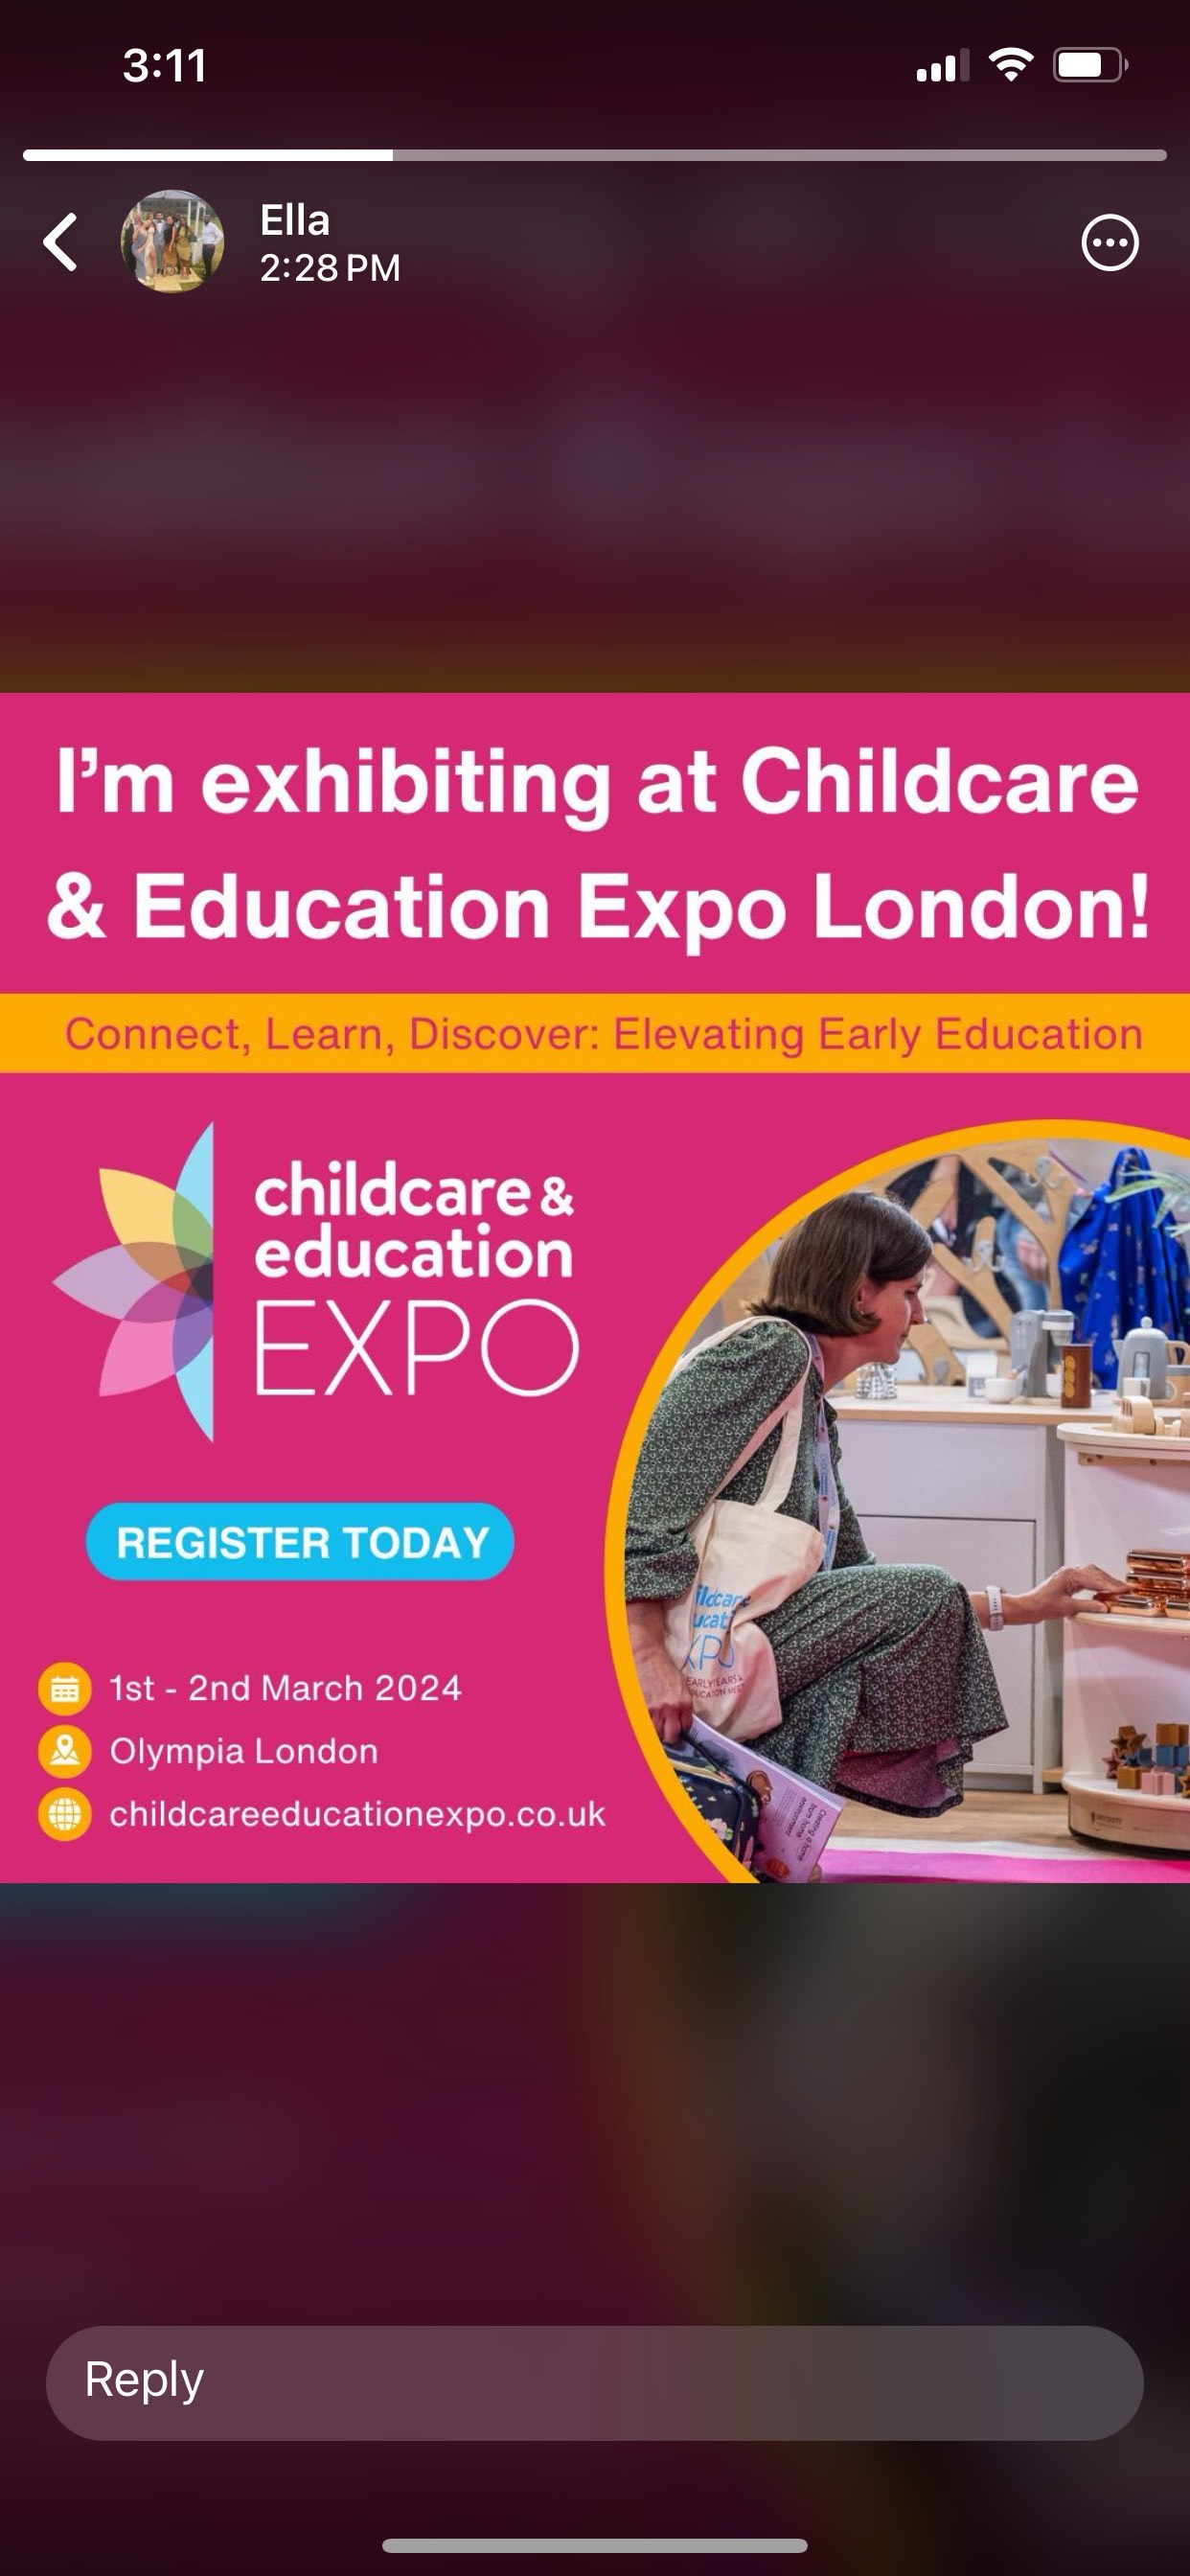 3:11
Ella
2:28 PM
I'm exhibiting at Childcare
& Education Expo London!
Connect, Learn, Discover: Elevating Early Education
childcare &
education
EXPO
REGISTER TODAY
1st - 2nd March 2024
Olympia London
childcareeducationexpo.co.uk
Reply